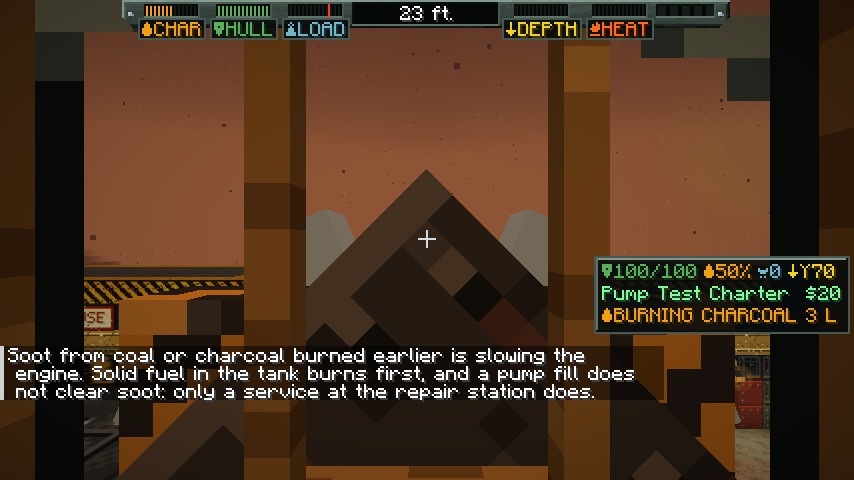 23 ft.
CHAR HULL LOAD DEPTH HEAT
100/100 50% 0 Y70
Pump Test Charter $20
BURNING CHARCOAL 3 L
Soot from coal or charcoal burned earlier is slowing the
engine. Solid fuel in the tank burns first, and a pump fill does
not clear soot: only a service at the repair station does.